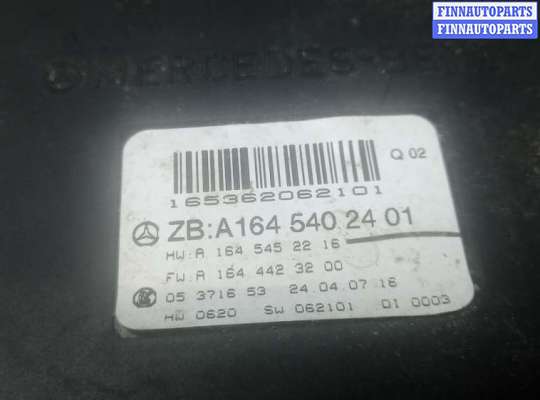 FINNAUTOPARTS
FINNAUTOPARTS
MERCEDES-BENZ
Q 02
165362062101
ZB:A164 540 24 01
HW:A 164 545 22 16
FW:A 164 442 32 00
05 3716 53 24.04.07 16
HW 0620 SW 062101 01 0003